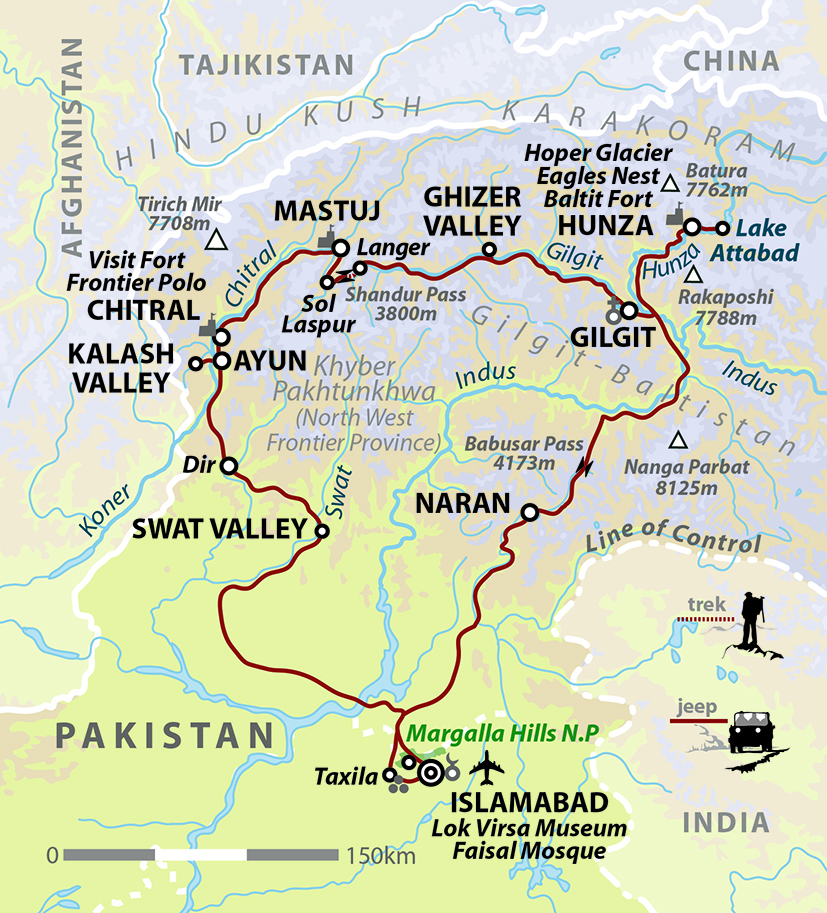 TAJIKISTAN
CHINA
AFGHANISTAN
HINDU KUSH
KARAKORAM
Hoper Glacier
Eagles Nest
Baltit Fort
HUNZA
Batura
7762m
Tirich Mir
7708m
MASTUJ
GHIZER
VALLEY
Lake
Attabad
Langer
Visit Fort
Frontier Polo
CHITRAL
Chitral
Gilgit
Hunza
Sol
Laspur
Shandur Pass
3800m
Rakaposhi
7788m
GILGIT
KALASH
VALLEY
AYUN
Khyber
Pakhtunkhwa
(North West
Frontier Province)
Gilgit-Baltistan
Indus
Indus
Babusar Pass
4173m
Nanga Parbat
8125m
Dir
Koner
Swat
SWAT VALLEY
NARAN
Line of Control
trek
jeep
PAKISTAN
Margalla Hills N.P
Taxila
ISLAMABAD
Lok Virsa Museum
Faisal Mosque
INDIA
0 150km